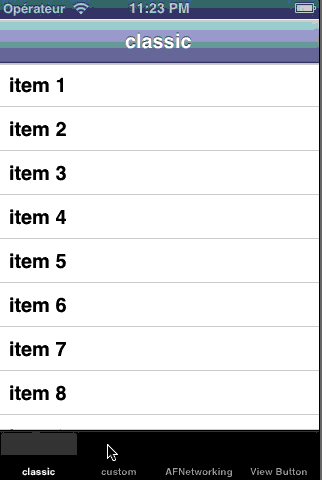 Opérateur 11:23 PM
classic
item 1
item 2
item 3
item 4
item 5
item 6
item 7
item 8
classic custom AFNetworking View Button